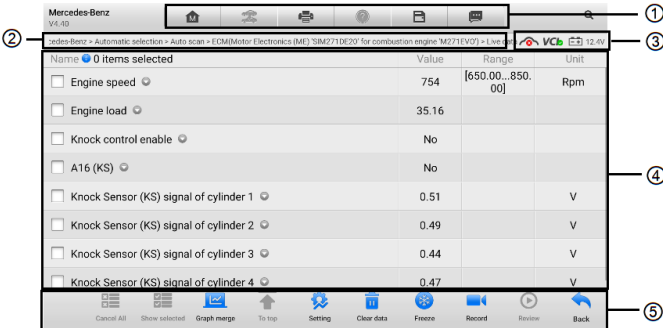 Mercedes-Benz
V4.40
①
②
cedes-Benz > Automatic selection > Auto scan > ECM(Motor Electronics (ME) 'SIM271DE20' for combustion engine 'M271EVO') > Live data
VCI 12.4V
③
Name 0 items selected Value Range Unit
Engine speed 754 [650.00...850.00] Rpm
Engine load 35.16
Knock control enable No
A16 (KS) No
④
Knock Sensor (KS) signal of cylinder 1 0.51 V
Knock Sensor (KS) signal of cylinder 2 0.49 V
Knock Sensor (KS) signal of cylinder 3 0.44 V
Knock Sensor (KS) signal of cylinder 4 0.47 V
Cancel All Show selected Graph merge To top Setting Clear data Freeze Record Review Back
⑤